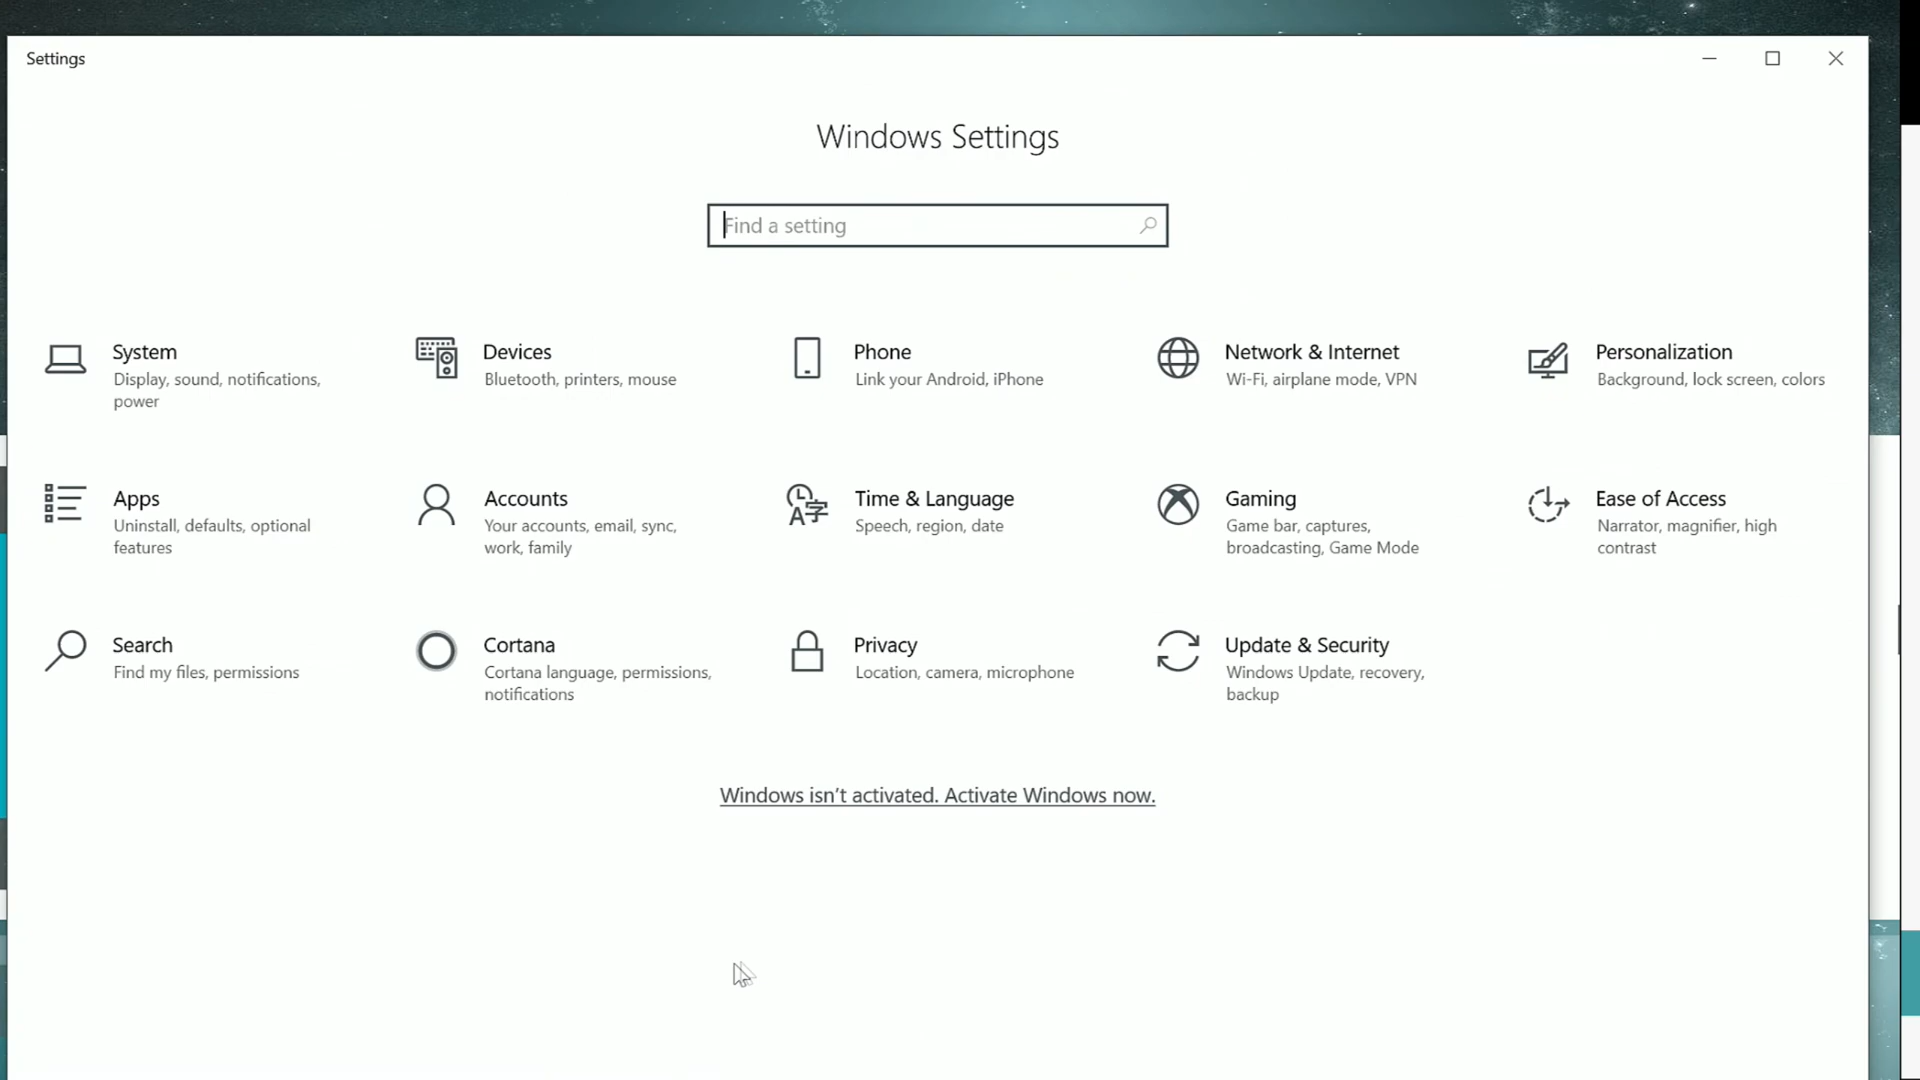 Settings
Windows Settings
Find a setting
System
Display, sound, notifications,
power
Devices
Bluetooth, printers, mouse
Phone
Link your Android, iPhone
Network & Internet
Wi-Fi, airplane mode, VPN
Personalization
Background, lock screen, colors
Apps
Uninstall, defaults, optional
features
Accounts
Your accounts, email, sync,
work, family
Time & Language
Speech, region, date
Gaming
Game bar, captures,
broadcasting, Game Mode
Ease of Access
Narrator, magnifier, high
contrast
Search
Find my files, permissions
Cortana
Cortana language, permissions,
notifications
Privacy
Location, camera, microphone
Update & Security
Windows Update, recovery,
backup
Windows isn't activated. Activate Windows now.